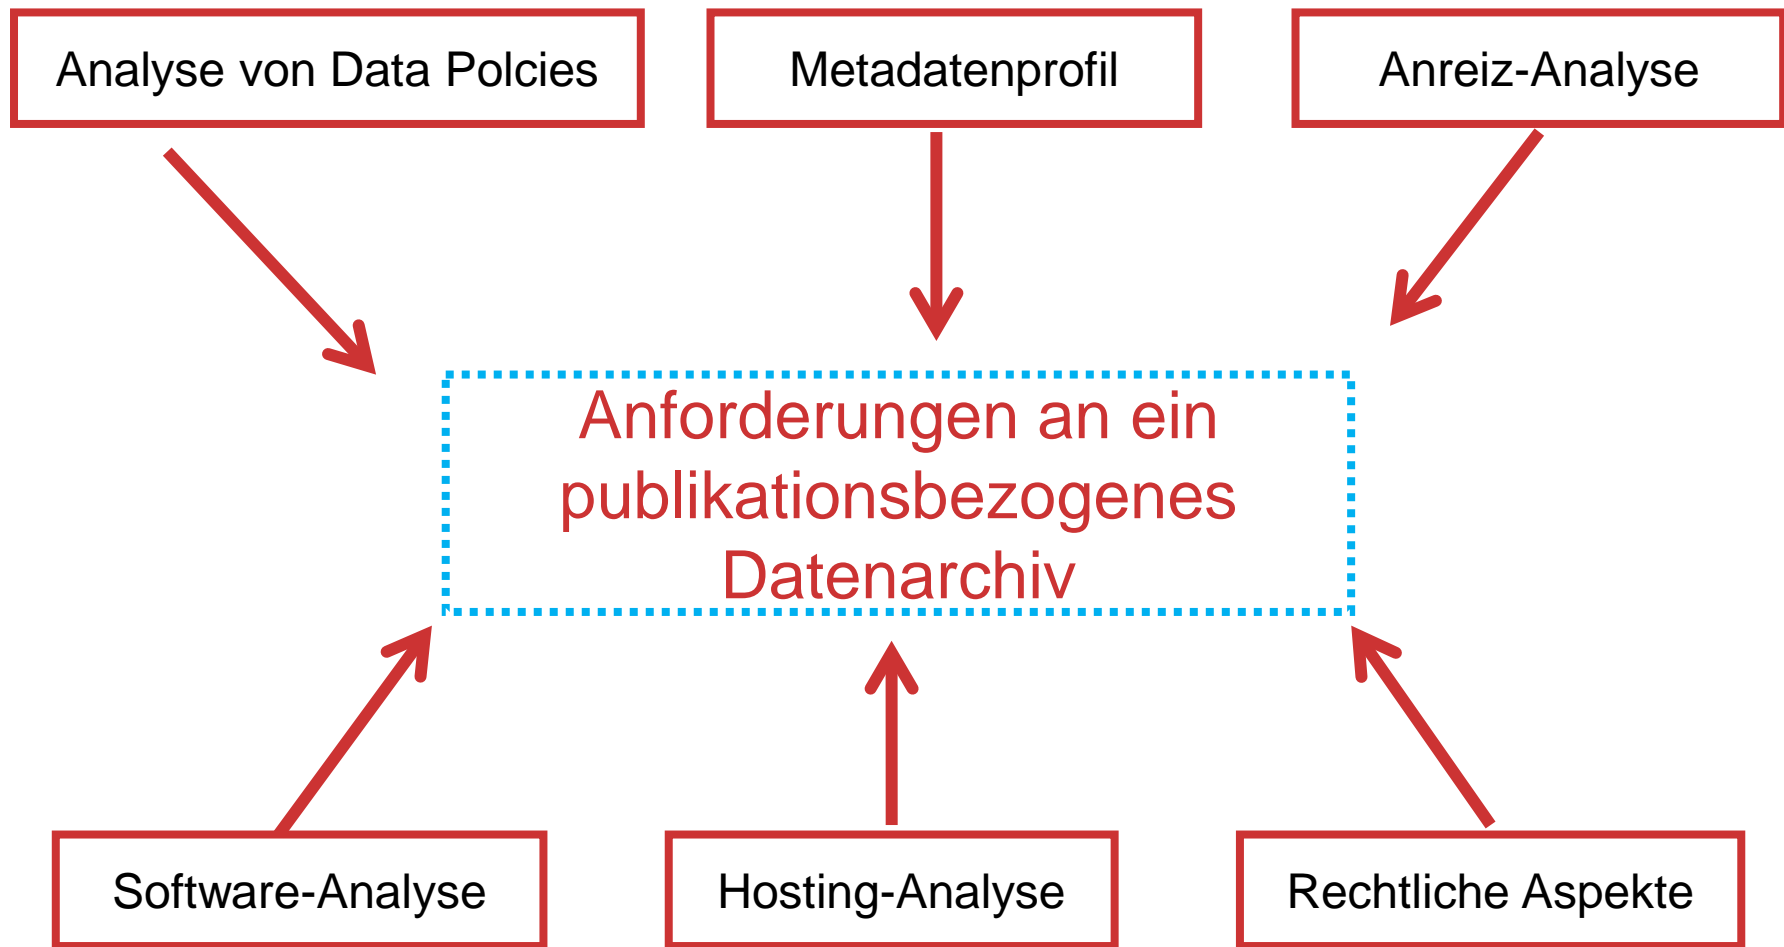 Analyse von Data Polcies
Metadatenprofil
Anreiz-Analyse
Anforderungen an ein
publikationsbezogenes
Datenarchiv
Software-Analyse
Hosting-Analyse
Rechtliche Aspekte